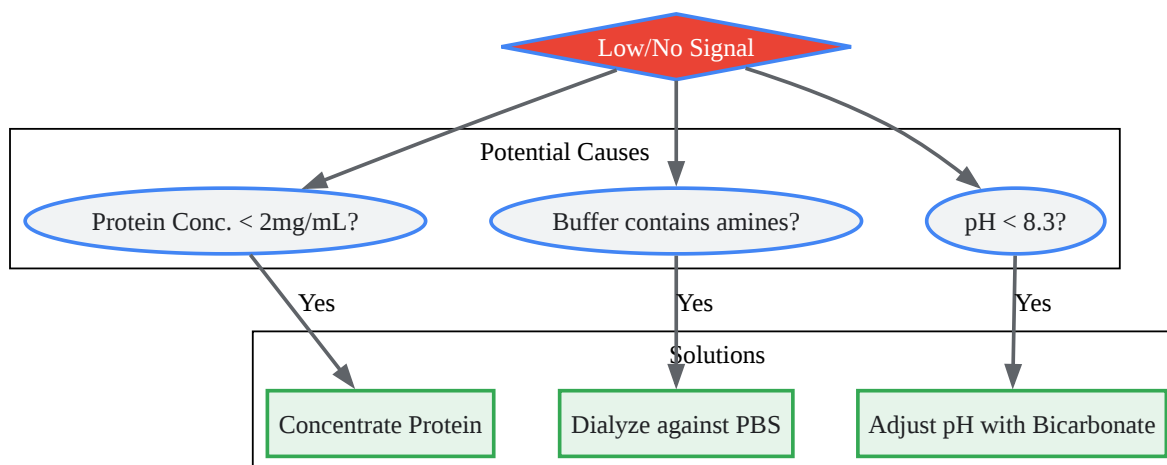 Low/No Signal
Potential Causes
Protein Conc. < 2mg/mL?
Buffer contains amines?
pH < 8.3?
Yes
Yes
Yes
Solutions
Concentrate Protein
Dialyze against PBS
Adjust pH with Bicarbonate